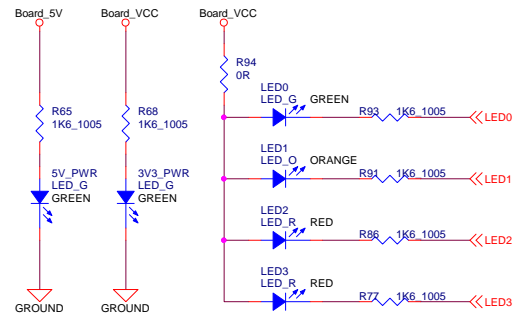 Board_5V
Board_VCC
Board_VCC
R94
0R
R65
1K6_1005
R68
1K6_1005
LED0
LED_G GREEN
R93 1K6_1005
LED0
LED1
LED_O ORANGE
R91 1K6_1005
LED1
5V_PWR
LED_G
GREEN
3V3_PWR
LED_G
GREEN
LED2
LED_R RED
R86 1K6_1005
LED2
LED3
LED_R RED
R77 1K6_1005
LED3
GROUND
GROUND